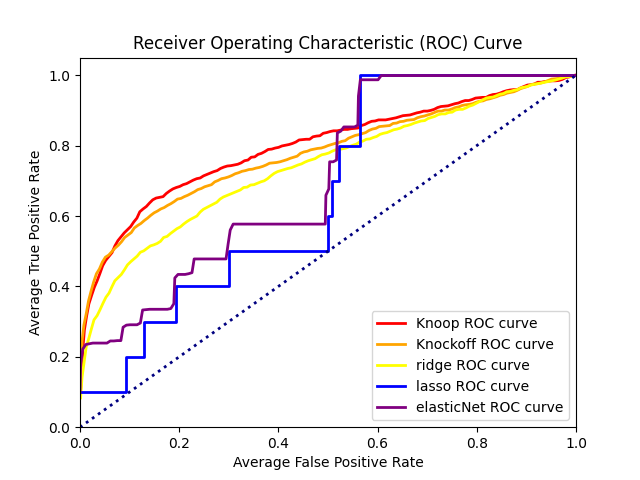 Receiver Operating Characteristic (ROC) Curve
Average True Positive Rate
1.0
0.8
0.6
0.4
0.2
0.0
Knoop ROC curve
Knockoff ROC curve
ridge ROC curve
lasso ROC curve
elasticNet ROC curve
0.0 0.2 0.4 0.6 0.8 1.0
Average False Positive Rate